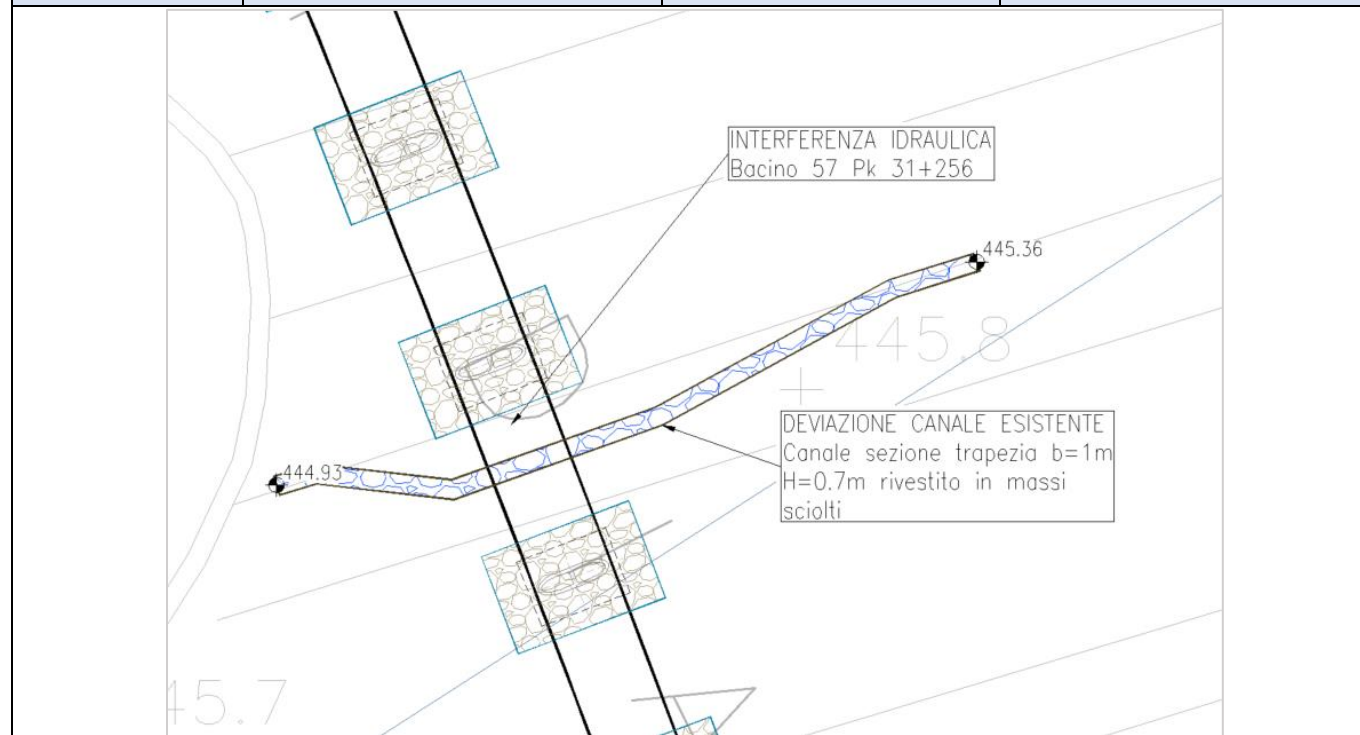 INTERFERENZA IDRAULICA
Bacino 57 Pk 31+256
445.36
445.8
DEVIAZIONE CANALE ESISTENTE
Canale sezione trapezia b=1m
H=0.7m rivestito in massi
sciolti
444.93
45.7